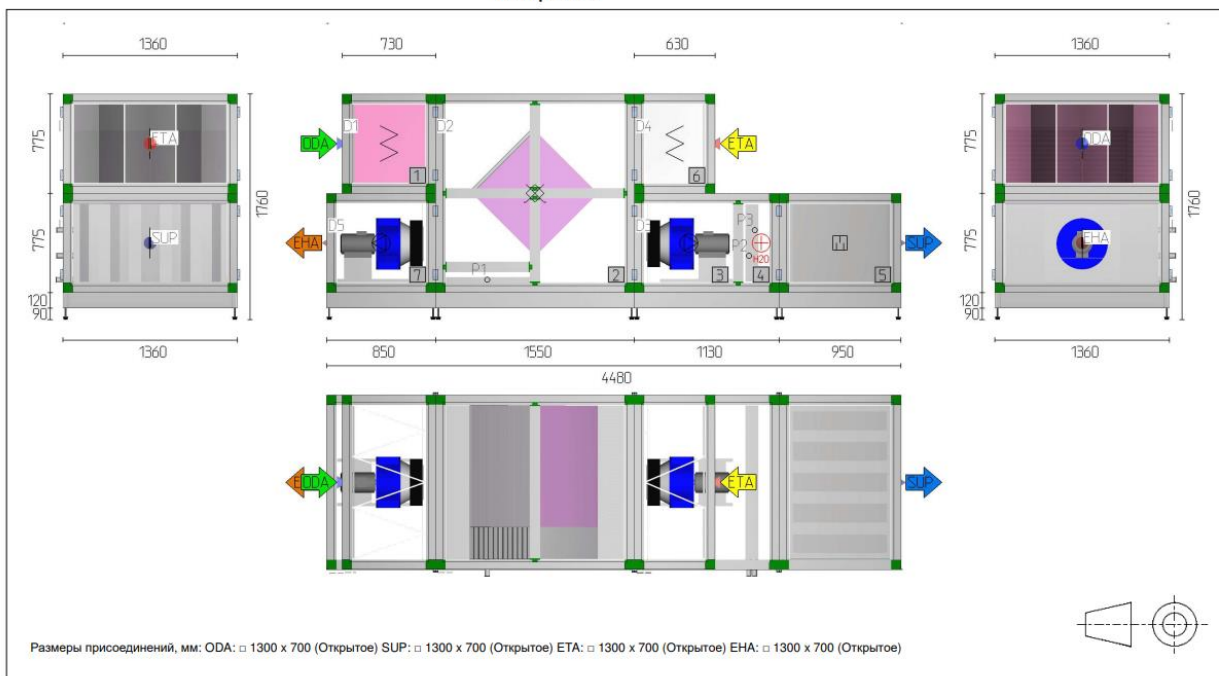 1360
730
630
1360
775
775
120
90
1760
ETA
SUP
1360
ODA
D1
D2
D4
ETA
1
6
EHA
D5
D3
P3
P2
H2O
SUP
7
P1
2
3
4
5
850
1550
1130
950
4480
775
775
120
90
1760
ODA
EHA
1360
E
ODA
ETA
SUP
Размеры присоединений, мм: ODA: □ 1300 x 700 (Открытое) SUP: □ 1300 x 700 (Открытое) ETA: □ 1300 x 700 (Открытое) EHA: □ 1300 x 700 (Открытое)